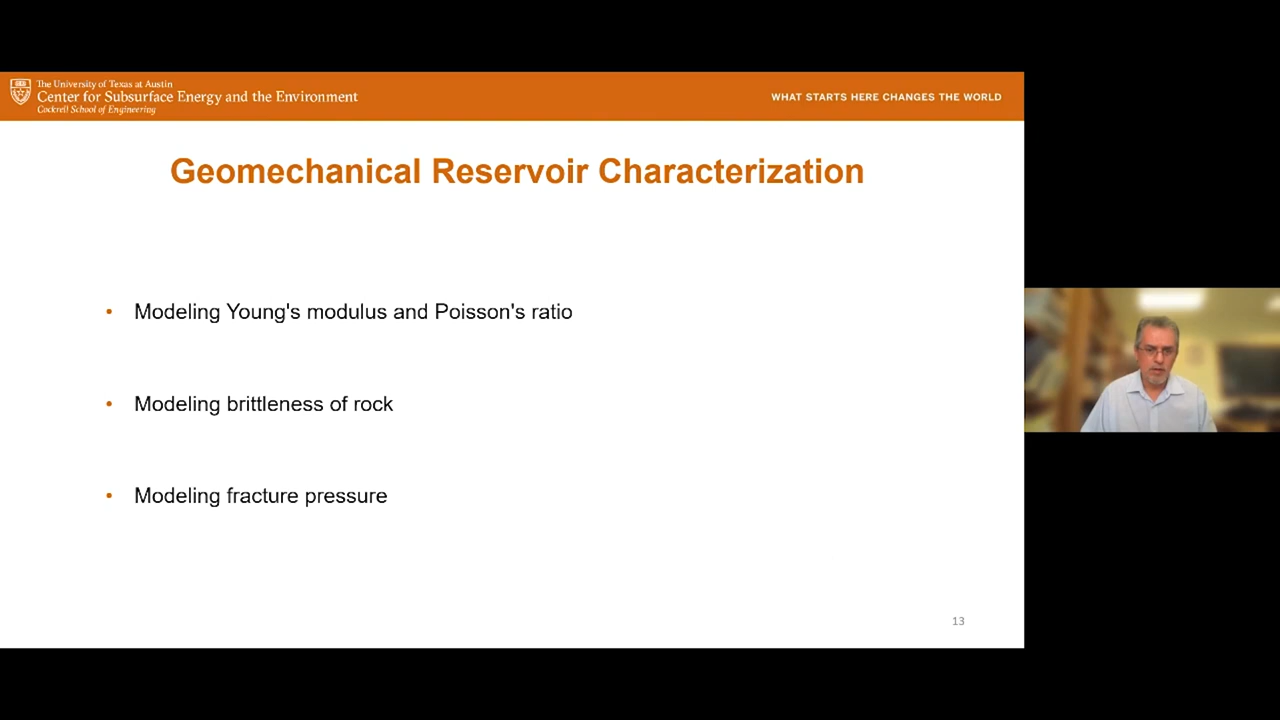 The University of Texas at Austin
Center for Subsurface Energy and the Environment
Cockrell School of Engineering
WHAT STARTS HERE CHANGES THE WORLD
Geomechanical Reservoir Characterization
• Modeling Young's modulus and Poisson's ratio
• Modeling brittleness of rock
• Modeling fracture pressure
13